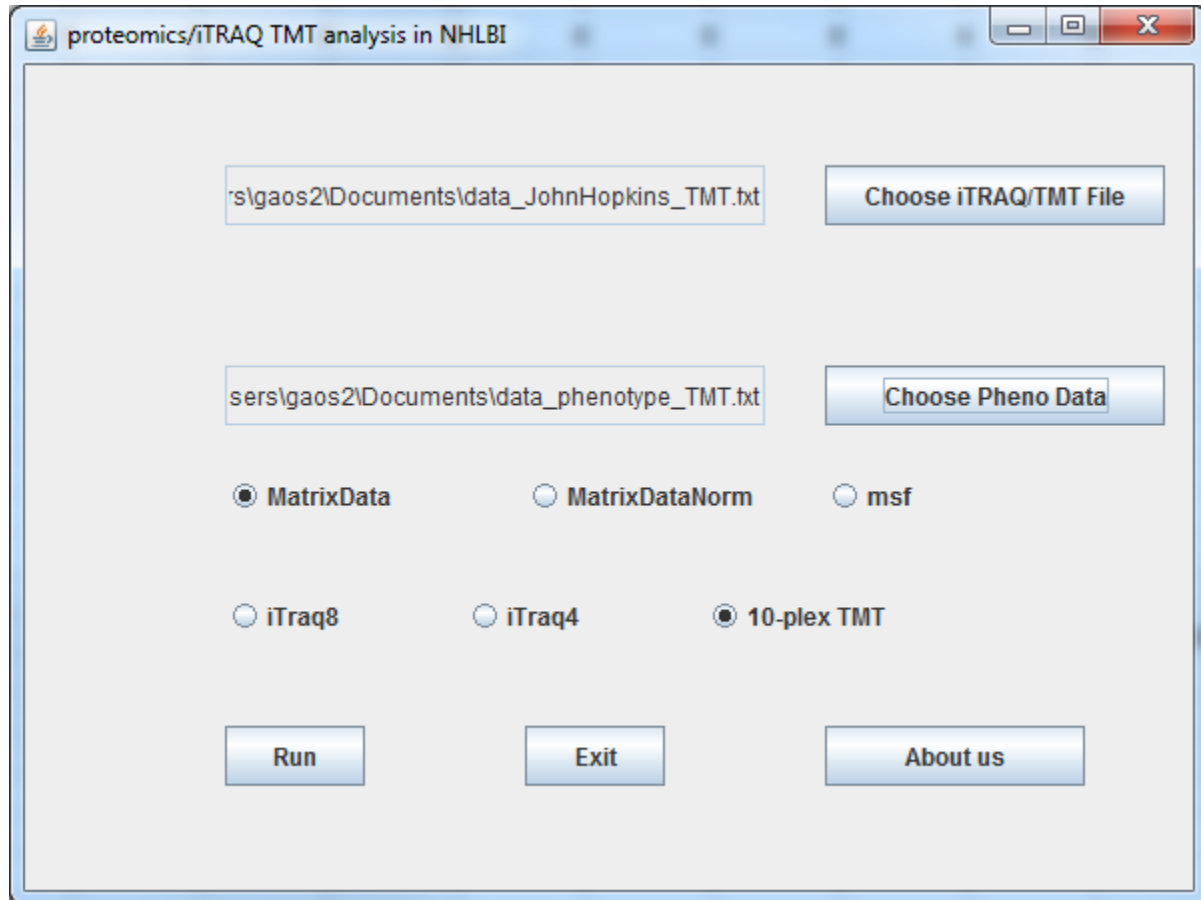 proteomics/iTRAQ TMT analysis in NHLBI
rs\gaos2\Documents\data_JohnHopkins_TMT.txt
Choose iTRAQ/TMT File
sers\gaos2\Documents\data_phenotype_TMT.txt
Choose Pheno Data
MatrixData MatrixDataNorm msf
iTraq8 iTraq4 10-plex TMT
Run Exit About us